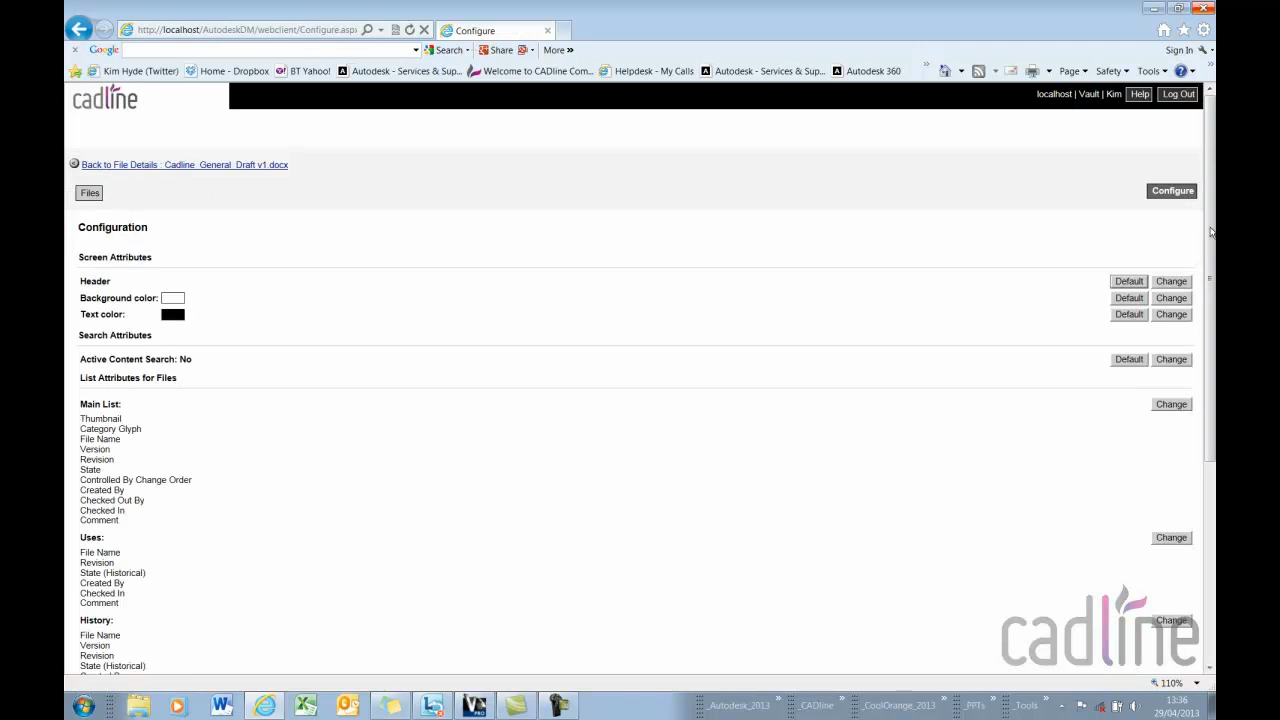 http://localhost/AutodeskDM/webclient/Configure.asp
Configure
Google
Search
Share
More »
Sign In
Kim Hyde (Twitter)
Home - Dropbox
BT Yahoo!
Autodesk - Services & Sup...
Welcome to CADline Com...
Helpdesk - My Calls
Autodesk - Services & Sup...
Autodesk 360
Page
Safety
Tools
cadline
localhost | Vault | Kim
Help
Log Out
Back to File Details : Cadline_General_Draft v1.docx
Files
Configure
Configuration
Screen Attributes
Header
Default
Change
Background color:
Default
Change
Text color:
Default
Change
Search Attributes
Active Content Search: No
Default
Change
List Attributes for Files
Main List:
Change
Thumbnail
Category Glyph
File Name
Version
Revision
State
Controlled By Change Order
Created By
Checked Out By
Checked In
Comment
Uses:
Change
File Name
Revision
State (Historical)
Created By
Checked In
Comment
History:
Change
File Name
Version
Revision
State (Historical)
cadline
110%
_Autodesk_2013
_CADline
_CoolOrange_2013
_PPTs
_Tools
13:36
29/04/2013